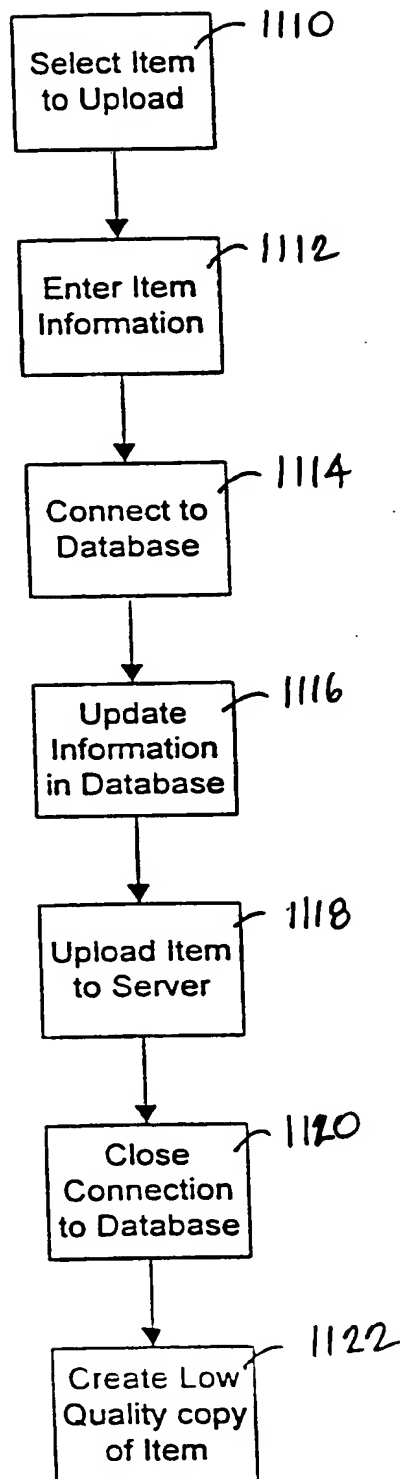 1110
Select Item
to Upload
1112
Enter Item
Information
1114
Connect to
Database
1116
Update
Information
in Database
1118
Upload Item
to Server
1120
Close
Connection
to Database
1122
Create Low
Quality copy
of Item